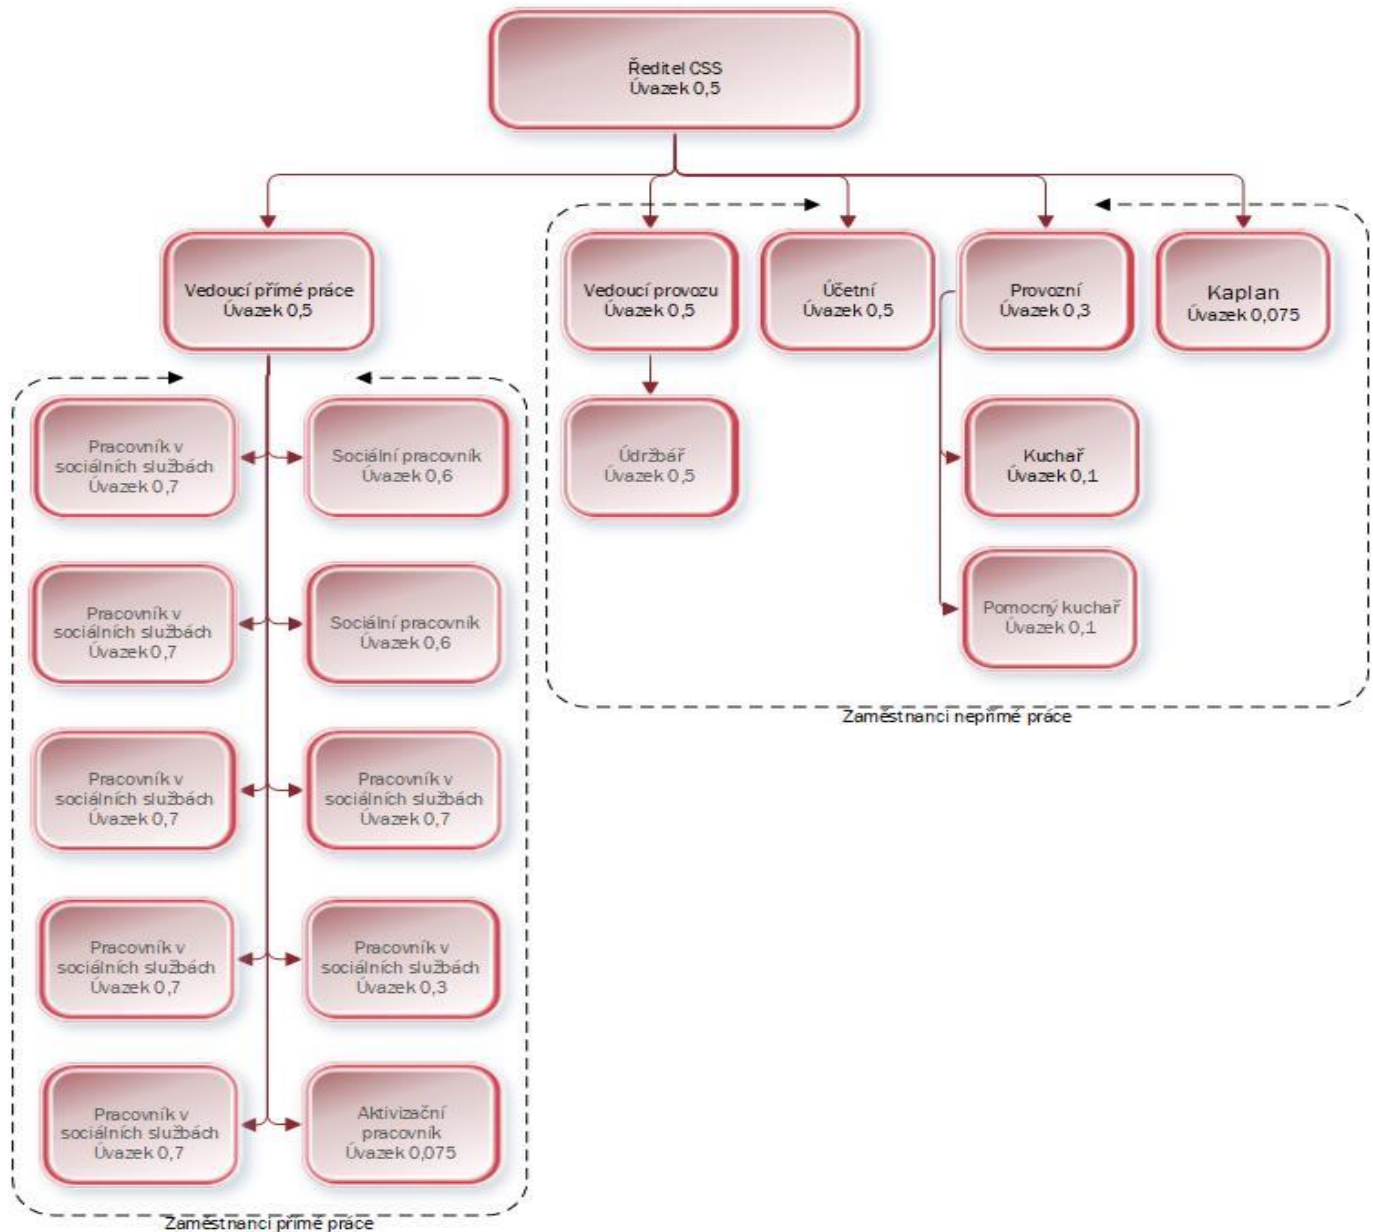 Ředitel CSS
Úvazek 0,5
Vedoucí přímé práce
Úvazek 0,5
Vedoucí provozu
Úvazek 0,5
Účetní
Úvazek 0,5
Provozní
Úvazek 0,3
Kaplan
Úvazek 0,075
Pracovník v
sociálních službách
Úvazek 0,7
Sociální pracovník
Úvazek 0,6
Údržbář
Úvazek 0,5
Kuchař
Úvazek 0,1
Pracovník v
sociálních službách
Úvazek 0,7
Sociální pracovník
Úvazek 0,6
Pomocný kuchař
Úvazek 0,1
Zaměstnanci nepřímé práce
Pracovník v
sociálních službách
Úvazek 0,7
Pracovník v
sociálních službách
Úvazek 0,7
Pracovník v
sociálních službách
Úvazek 0,7
Pracovník v
sociálních službách
Úvazek 0,3
Pracovník v
sociálních službách
Úvazek 0,7
Aktivizační
pracovník
Úvazek 0,075
Zaměstnanci přímé práce